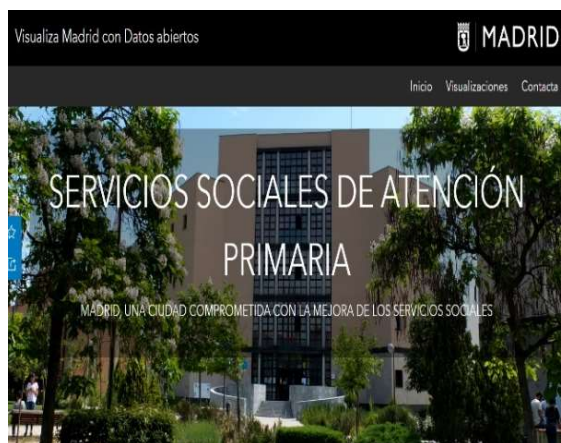 Visualiza Madrid con Datos abiertos
MADRID
Inicio Visualizaciones Contacta
SERVICIOS SOCIALES DE ATENCIÓN
PRIMARIA
MADRID, UNA CIUDAD COMPROMETIDA CON LA MEJORA DE LOS SERVICIOS SOCIALES